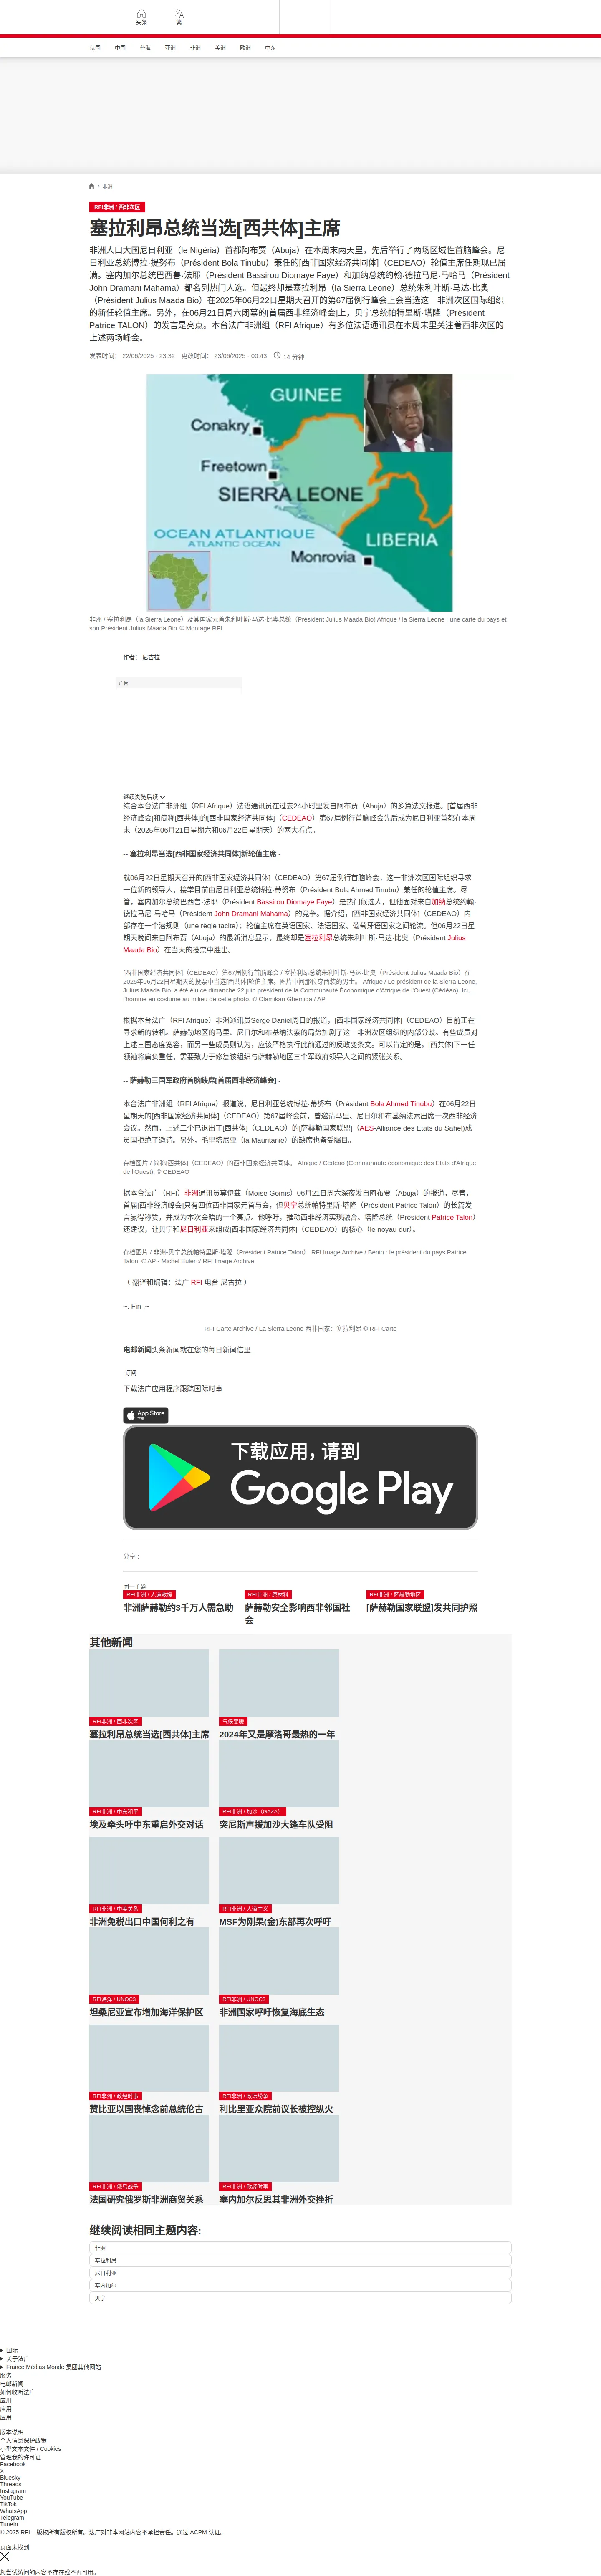 头条
繁
法国
中国
台海
亚洲
非洲
美洲
欧洲
中东
/ 非洲
RFI非洲 / 西非次区
塞拉利昂总统当选[西共体]主席
非洲人口大国尼日利亚（le Nigéria）首都阿布贾（Abuja）在本周末两天里，先后举行了两场区域性首脑峰会。尼
日利亚总统博拉·提努布（Président Bola Tinubu）兼任的[西非国家经济共同体]（CEDEAO）轮值主席任期现已届
满。塞内加尔总统巴西鲁·法耶（Président Bassirou Diomaye Faye）和加纳总统约翰·德拉马尼·马哈马（Président
John Dramani Mahama）都名列热门人选。但最终却是塞拉利昂（la Sierra Leone）总统朱利叶斯·马达·比奥
（Président Julius Maada Bio）在2025年06月22日星期天召开的第67届例行峰会上会当选这一非洲次区国际组织
的新任轮值主席。另外，在06月21日周六闭幕的[首届西非经济峰会]上，贝宁总统帕特里斯·塔隆（Président
Patrice TALON）的发言是亮点。本台法广非洲组（RFI Afrique）有多位法语通讯员在本周末里关注着西非次区的
上述两场峰会。
发表时间： 22/06/2025 - 23:32 更改时间： 23/06/2025 - 00:43 14 分钟
GUINEE
Conakry
Freetown
SIERRA LEONE
OCEAN ATLANTIQUE
ATLANTIC OCEAN
LIBERIA
Monrovia
非洲 / 塞拉利昂（la Sierra Leone）及其国家元首朱利叶斯·马达·比奥总统（Président Julius Maada Bio) Afrique / la Sierra Leone : une carte du pays et
son Président Julius Maada Bio © Montage RFI
作者： 尼古拉
广告
继续浏览后续
综合本台法广非洲组（RFI Afrique）法语通讯员在过去24小时里发自阿布贾（Abuja）的多篇法文报道。[首届西非
经济峰会]和简称[西共体]的[西非国家经济共同体]（CEDEAO）第67届例行首脑峰会先后成为尼日利亚首都在本周
末（2025年06月21日星期六和06月22日星期天）的两大看点。
-- 塞拉利昂当选[西非国家经济共同体]新轮值主席 -
就06月22日星期天召开的[西非国家经济共同体]（CEDEAO）第67届例行首脑峰会，这一非洲次区国际组织寻求
一位新的领导人，接掌目前由尼日利亚总统博拉·蒂努布（Président Bola Ahmed Tinubu）兼任的轮值主席。尽
管，塞内加尔总统巴西鲁·法耶（Président Bassirou Diomaye Faye）是热门候选人，但他面对来自加纳总统约翰·
德拉马尼·马哈马（Président John Dramani Mahama）的竞争。据介绍，[西非国家经济共同体]（CEDEAO）内
部存在一个潜规则（une règle tacite）：轮值主席在英语国家、法语国家、葡萄牙语国家之间轮流。但06月22日星
期天晚间来自阿布贾（Abuja）的最新消息显示，最终却是塞拉利昂总统朱利叶斯·马达·比奥（Président Julius
Maada Bio）在当天的投票中胜出。
[西非国家经济共同体]（CEDEAO）第67届例行首脑峰会 / 塞拉利昂总统朱利叶斯·马达·比奥（Président Julius Maada Bio）在
2025年06月22日星期天的投票中当选[西共体]轮值主席。图片中间那位穿西装的男士。 Afrique / Le président de la Sierra Leone,
Julius Maada Bio, a été élu ce dimanche 22 juin président de la Communauté Économique d'Afrique de l'Ouest (Cédéao). Ici,
l'homme en costume au milieu de cette photo. © Olamikan Gbemiga / AP
根据本台法广（RFI Afrique）非洲通讯员Serge Daniel周日的报道，[西非国家经济共同体]（CEDEAO）目前正在
寻求新的转机。萨赫勒地区的马里、尼日尔和布基纳法索的局势加剧了这一非洲次区组织的内部分歧。有些成员对
上述三国态度宽容，而另一些成员则认为，应该严格执行此前通过的反政变条文。可以肯定的是，[西共体]下一任
领袖将肩负重任，需要致力于修复该组织与萨赫勒地区三个军政府领导人之间的紧张关系。
-- 萨赫勒三国军政府首脑缺席[首届西非经济峰会] -
本台法广非洲组（RFI Afrique）报道说，尼日利亚总统博拉·蒂努布（Président Bola Ahmed Tinubu）在06月22日
星期天的[西非国家经济共同体]（CEDEAO）第67届峰会前，曾邀请马里、尼日尔和布基纳法索出席一次西非经济
会议。然而，上述三个已退出了[西共体]（CEDEAO）的[萨赫勒国家联盟]（AES-Alliance des Etats du Sahel)成
员国拒绝了邀请。另外，毛里塔尼亚（la Mauritanie）的缺席也备受瞩目。
存档图片 / 简称[西共体]（CEDEAO）的西非国家经济共同体。 Afrique / Cédéao (Communauté économique des Etats d'Afrique
de l'Ouest). © CEDEAO
据本台法广（RFI）非洲通讯员莫伊茲（Moïse Gomis）06月21日周六深夜发自阿布贾（Abuja）的报道，尽管，
首届[西非经济峰会]只有四位西非国家元首与会，但贝宁总统帕特里斯·塔隆（Président Patrice Talon）的长篇发
言赢得称赞，并成为本次会晤的一个亮点。他呼吁，推动西非经济实现融合。塔隆总统（Président Patrice Talon）
还建议，让贝宁和尼日利亚来组成[西非国家经济共同体]（CEDEAO）的核心（le noyau dur）。
存档图片 / 非洲-贝宁总统帕特里斯·塔隆（Président Patrice Talon） RFI Image Archive / Bénin : le président du pays Patrice
Talon. © AP - Michel Euler :/ RFI Image Archive
（ 翻译和编辑：法广 RFI 电台 尼古拉 ）
~. Fin .~
RFI Carte Archive / La Sierra Leone 西非国家：塞拉利昂 © RFI Carte
电邮新闻头条新闻就在您的每日新闻信里
订阅
下载法广应用程序跟踪国际时事
App Store
下载
下载应用，请到
Google Play
分享 :
同一主题
RFI非洲 / 人道救援
非洲萨赫勒约3千万人需急助
RFI非洲 / 原材料
萨赫勒安全影响西非邻国社
会
RFI非洲 / 萨赫勒地区
[萨赫勒国家联盟]发共同护照
其他新闻
RFI非洲 / 西非次区
塞拉利昂总统当选[西共体]主席
气候变暖
2024年又是摩洛哥最热的一年
RFI非洲 / 中东和平
埃及牵头吁中东重启外交对话
RFI非洲 / 加沙（GAZA）
突尼斯声援加沙大篷车队受阻
RFI非洲 / 中美关系
非洲免税出口中国何利之有
RFI非洲 / 人道主义
MSF为刚果(金)东部再次呼吁
RFI海洋 / UNOC3
坦桑尼亚宣布增加海洋保护区
RFI非洲 / UNOC3
非洲国家呼吁恢复海底生态
RFI非洲 / 政经时事
赞比亚以国丧悼念前总统伦古
RFI非洲 / 政坛纷争
利比里亚众院前议长被控纵火
RFI非洲 / 俄乌战争
法国研究俄罗斯非洲商贸关系
RFI非洲 / 政经时事
塞内加尔反思其非洲外交挫折
继续阅读相同主题内容:
非洲
塞拉利昂
尼日利亚
塞内加尔
贝宁
国际
关于法广
France Médias Monde 集团其他网站
服务
电邮新闻
如何收听法广
应用
应用
应用
版本说明
个人信息保护政策
小型文本文件 / Cookies
管理我的许可证
Facebook
X
Bluesky
Threads
Instagram
YouTube
TikTok
WhatsApp
Telegram
TuneIn
© 2025 RFI – 版权所有版权所有。法广对非本网站内容不承担责任。通过 ACPM 认证。
页面未找到
您尝试访问的内容不存在或不再可用。